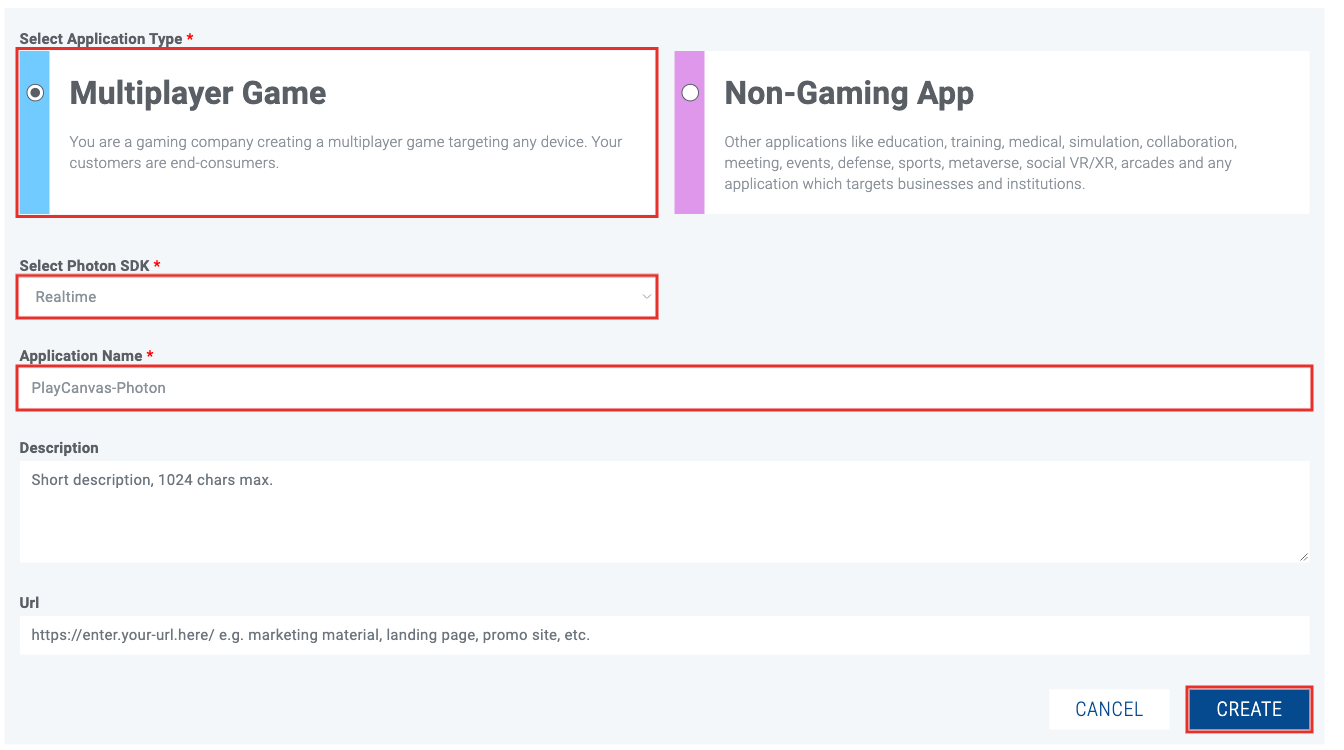 Select Application Type *
Multiplayer Game
You are a gaming company creating a multiplayer game targeting any device. Your
customers are end-consumers.
Non-Gaming App
Other applications like education, training, medical, simulation, collaboration,
meeting, events, defense, sports, metaverse, social VR/XR, arcades and any
application which targets businesses and institutions.
Select Photon SDK *
Realtime
Application Name *
PlayCanvas-Photon
Description
Short description, 1024 chars max.
Url
https://enter.your-url.here/ e.g. marketing material, landing page, promo site, etc.
CANCEL
CREATE